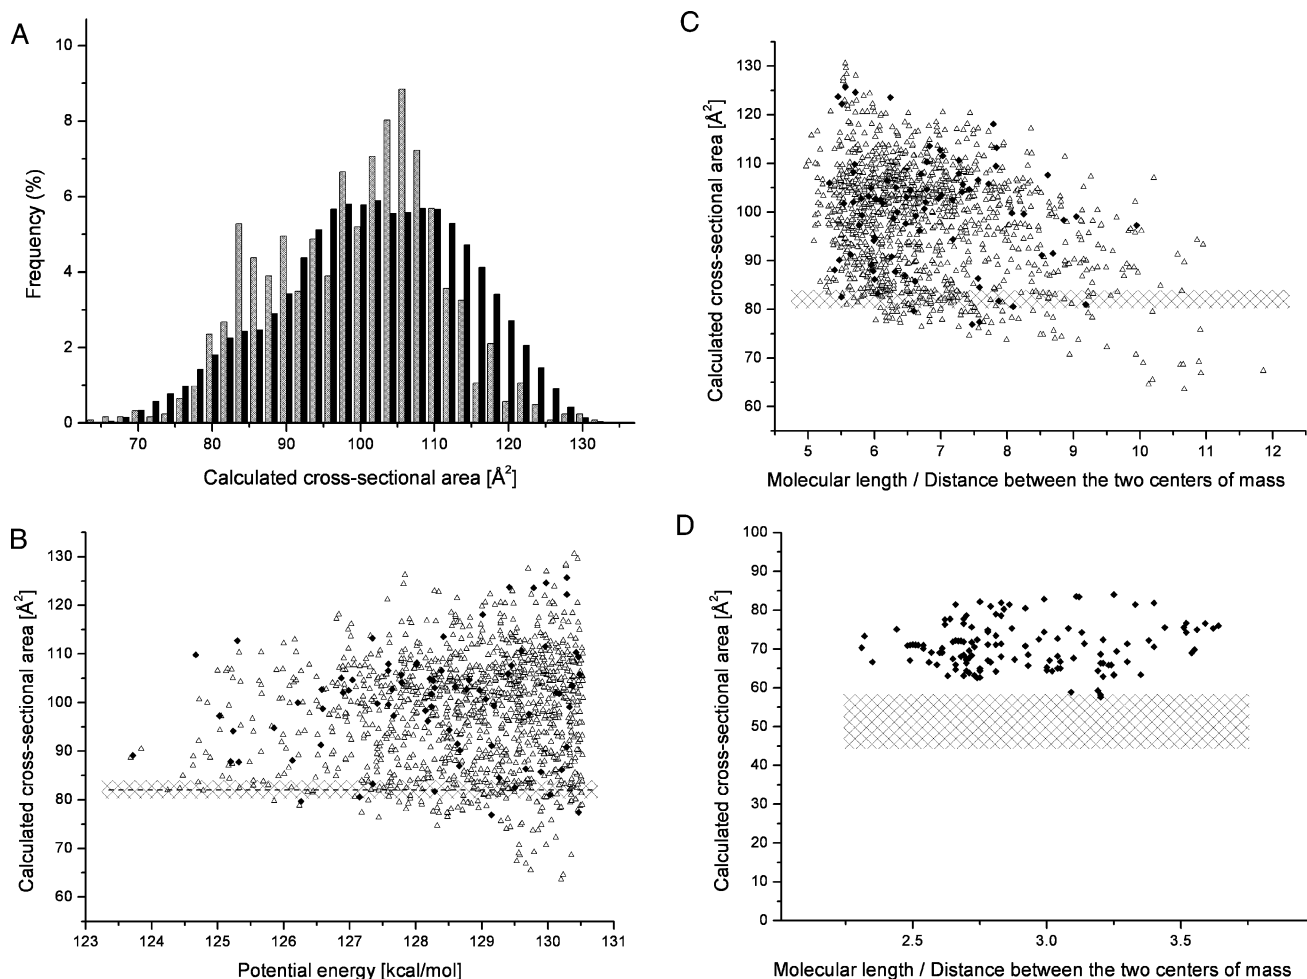 A
10
8
6
4
2
0
Frequency (%)
70 80 90 100 110 120 130
Calculated cross-sectional area [Å²]
B
130
120
110
100
90
80
70
60
Calculated cross-sectional area [Å²]
123 124 125 126 127 128 129 130 131
Potential energy [kcal/mol]
C
130
120
110
100
90
80
70
60
Calculated cross-sectional area [Å²]
5 6 7 8 9 10 11 12
Molecular length / Distance between the two centers of mass
D
100
90
80
70
60
50
40
30
20
10
0
Calculated cross-sectional area [Å²]
2.5 3.0 3.5
Molecular length / Distance between the two centers of mass